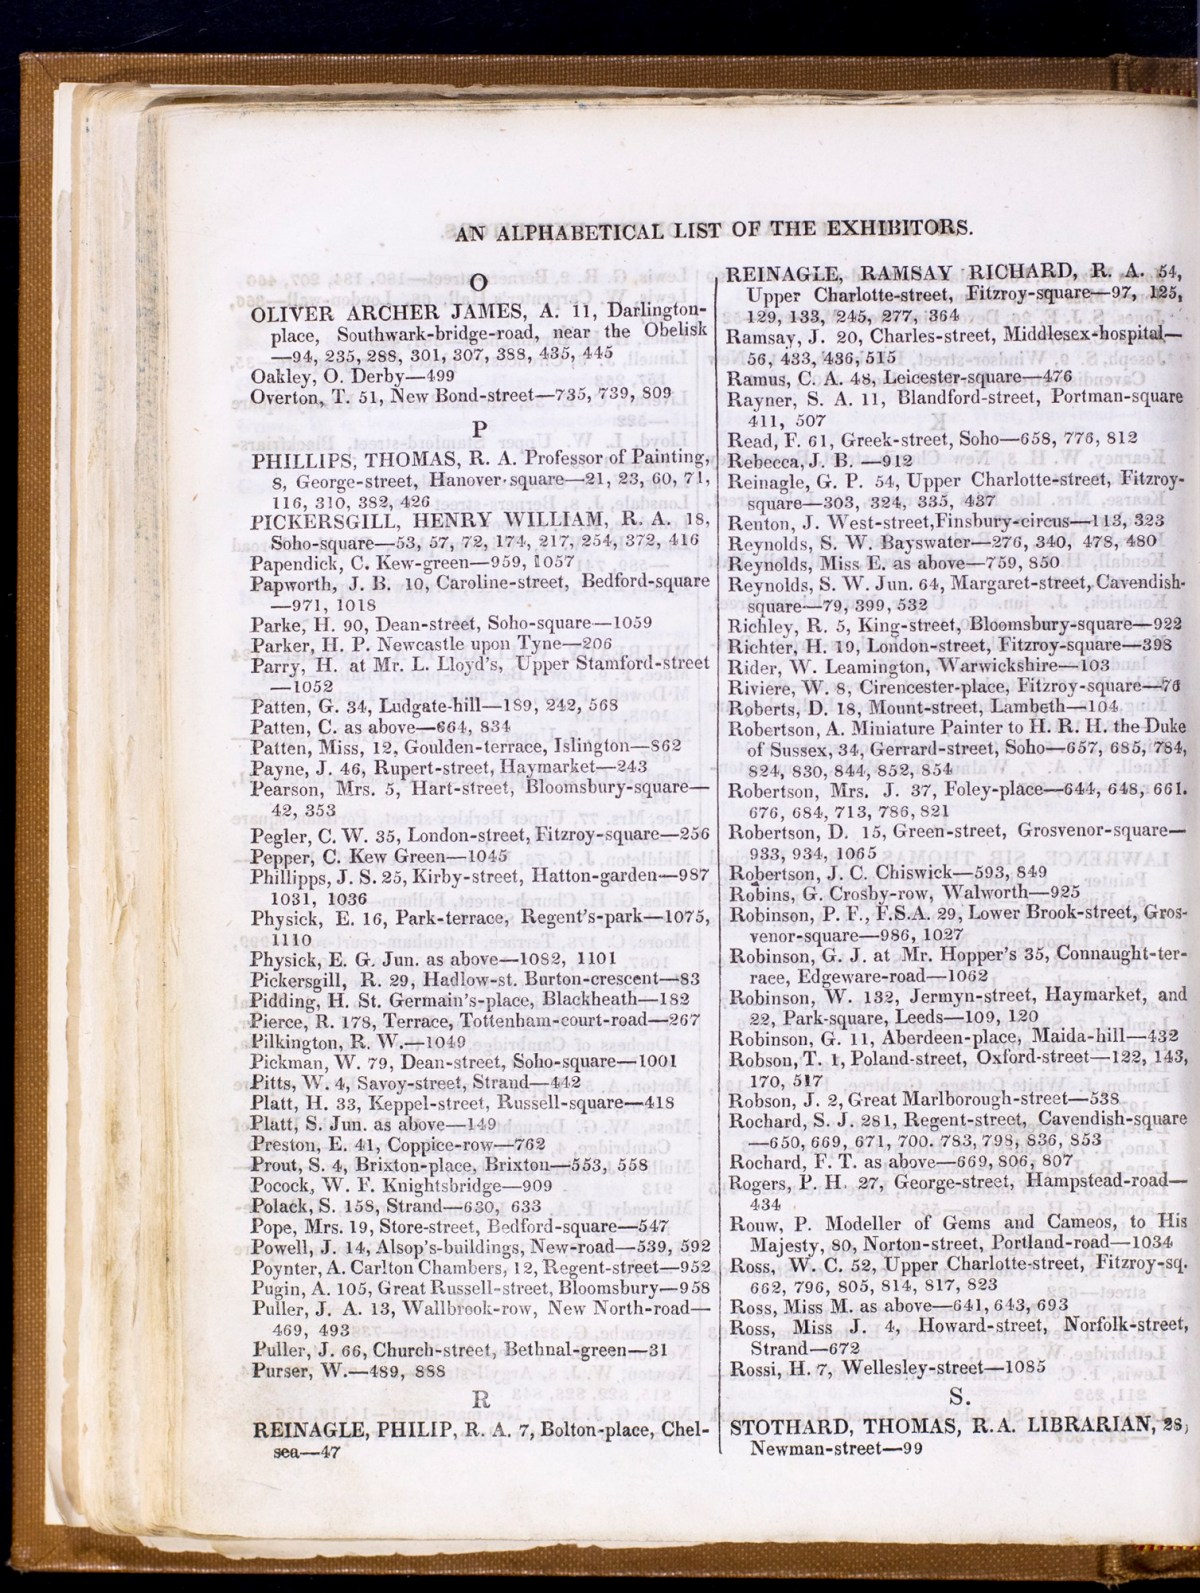 AN ALPHABETICAL LIST OF THE EXHIBITORS.
O
OLIVER ARCHER JAMES, A. 11, Darlington-
place, Southwark-bridge-road, near the Obelisk
—94, 235, 288, 301, 307, 388, 435, 445
Oakley, O. Derby—499
Overton, T. 51, New Bond-street—735, 739, 809
P
PHILLIPS, THOMAS, R. A. Professor of Painting,
8, George-street, Hanover-square—21, 23, 60, 71,
116, 310, 382, 426
PICKERSGILL, HENRY WILLIAM, R. A. 18,
Soho-square—53, 57, 72, 174, 217, 254, 372, 416
Papendick, C. Kew-green—959, 1057
Papworth, J. B. 10, Caroline-street, Bedford-square
—971, 1018
Parke, H. 90, Dean-street, Soho-square—1059
Parker, H. P. Newcastle upon Tyne—206
Parry, H. at Mr. L. Lloyd's, Upper Stamford-street
—1052
Patten, G. 34, Ludgate-hill—189, 242, 568
Patten, C. as above—664, 834
Patten, Miss, 12, Goulden-terrace, Islington—862
Payne, J. 46, Rupert-street, Haymarket—243
Pearson, Mrs. 5, Hart-street, Bloomsbury-square—
42, 353
Pegler, C. W. 35, London-street, Fitzroy-square—256
Pepper, C. Kew Green—1045
Phillipps, J. S. 25, Kirby-street, Hatton-garden—987
1031, 1036
Physick, E. 16, Park-terrace, Regent's-park—1075,
1110
Physick, E. G. Jun. as above—1082, 1101
Pickersgill, R. 29, Hadlow-st. Burton-crescent—83
Pidding, H. St. Germain's-place, Blackheath—182
Pierce, R. 178, Terrace, Tottenham-court-road—267
Pilkington, R. W.—1049
Pickman, W. 79, Dean-street, Soho-square—1001
Pitts, W. 4, Savoy-street, Strand—442
Platt, H. 33, Keppel-street, Russell-square—418
Platt, S. Jun. as above—149
Preston, E. 41, Coppice-row—762
Prout, S. 4, Brixton-place, Brixton—553, 558
Pocock, W. F. Knightsbridge—909
Polack, S. 158, Strand—630, 633
Pope, Mrs. 19, Store-street, Bedford-square—547
Powell, J. 14, Alsop's-buildings, New-road—539, 592
Poynter, A. Carlton Chambers, 12, Regent-street—952
Pugin, A. 105, Great Russell-street, Bloomsbury—958
Puller, J. A. 13, Wallbrook-row, New North-road—
469, 493
Puller, J. 66, Church-street, Bethnal-green—31
Purser, W.—489, 888
R
REINAGLE, PHILIP, R. A. 7, Bolton-place, Chel-
sea—47
REINAGLE, RAMSAY RICHARD, R. A. 54,
Upper Charlotte-street, Fitzroy-square—97, 125,
129, 133, 245, 277, 364
Ramsay, J. 20, Charles-street, Middlesex-hospital—
56, 433, 436, 515
Ramus, C. A. 48, Leicester-square—476
Rayner, S. A. 11, Blandford-street, Portman-square
411, 507
Read, F. 61, Greek-street, Soho—658, 776, 812
Rebecca, J. B. —912
Reinagle, G. P. 54, Upper Charlotte-street, Fitzroy-
square—303, 324, 335, 437
Renton, J. West-street, Finsbury-circus—113, 323
Reynolds, S. W. Bayswater—276, 340, 478, 480
Reynolds, Miss E. as above—759, 850
Reynolds, S. W. Jun. 64, Margaret-street, Cavendish-
square—79, 399, 532
Richley, R. 5, King-street, Bloomsbury-square—922
Richter, H. 19, London-street, Fitzroy-square—398
Rider, W. Leamington, Warwickshire—103
Riviere, W. 8, Cirencester-place, Fitzroy-square—76
Roberts, D. 18, Mount-street, Lambeth—104
Robertson, A. Miniature Painter to H. R. H. the Duke
of Sussex, 34, Gerrard-street, Soho—657, 685, 784,
824, 830, 844, 852, 854
Robertson, Mrs. J. 37, Foley-place—644, 648, 661.
676, 684, 713, 786, 821
Robertson, D. 15, Green-street, Grosvenor-square—
933, 934, 1065
Robertson, J. C. Chiswick—593, 849
Robins, G. Crosby-row, Walworth—925
Robinson, P. F., F.S.A. 29, Lower Brook-street, Gros-
venor-square—986, 1027
Robinson, G. J. at Mr. Hopper's 35, Connaught-ter-
race, Edgeware-road—1062
Robinson, W. 132, Jermyn-street, Haymarket, and
22, Park-square, Leeds—109, 120
Robinson, G. 11, Aberdeen-place, Maida-hill—432
Robson, T. 1, Poland-street, Oxford-street—122, 143,
170, 517
Robson, J. 2, Great Marlborough-street—538
Rochard, S. J. 281, Regent-street, Cavendish-square
—650, 669, 671, 700. 783, 798, 836, 853
Rochard, F. T. as above—669, 806, 807
Rogers, P. H. 27, George-street, Hampstead-road—
434
Rouw, P. Modeller of Gems and Cameos, to His
Majesty, 80, Norton-street, Portland-road—1034
Ross, W. C. 52, Upper Charlotte-street, Fitzroy-sq.
662, 796, 805, 814, 817, 823
Ross, Miss M. as above—641, 643, 693
Ross, Miss J. 4, Howard-street, Norfolk-street,
Strand—672
Rossi, H. 7, Wellesley-street—1085
S.
STOTHARD, THOMAS, R.A. LIBRARIAN, 28,
Newman-street—99